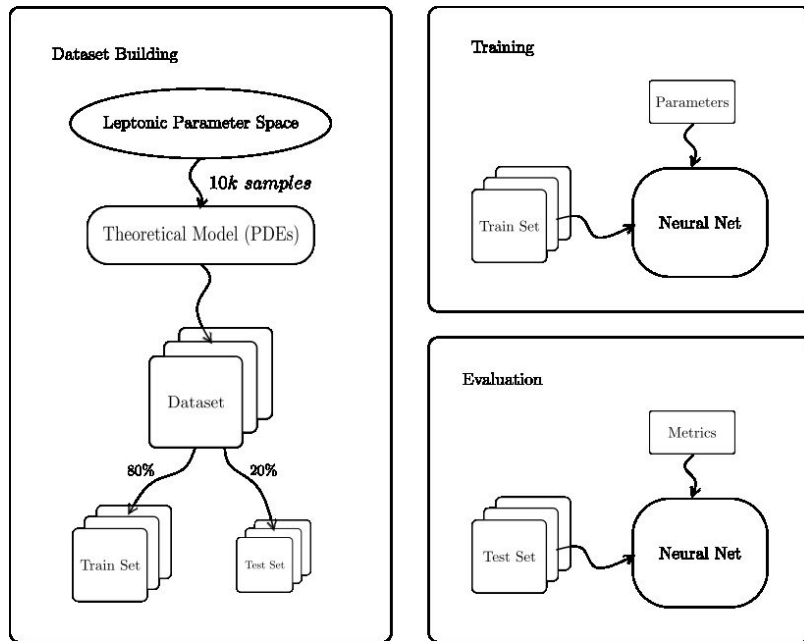 Dataset Building
Leptonic Parameter Space
10k samples
Theoretical Model (PDEs)
Dataset
80%
20%
Train Set
Test Set
Training
Parameters
Train Set
Neural Net
Evaluation
Metrics
Test Set
Neural Net